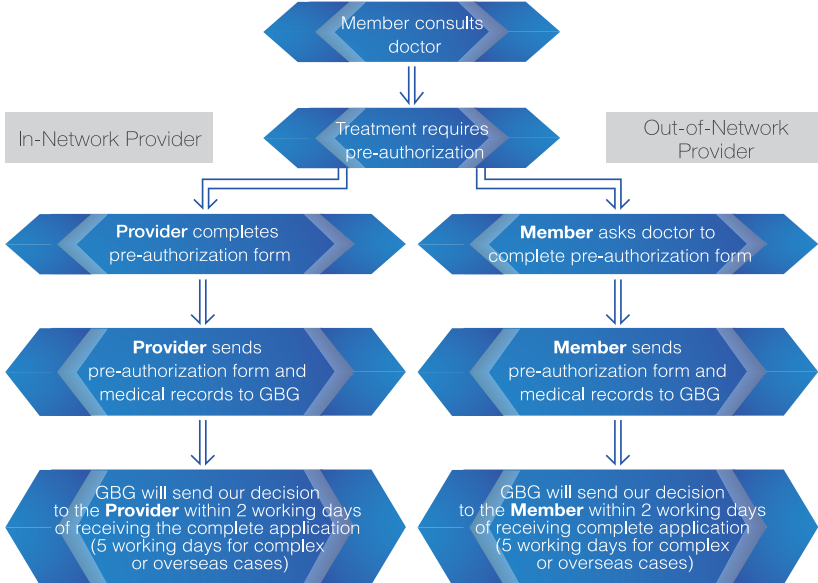 Member consults
doctor
In-Network Provider
Treatment requires
pre-authorization
Out-of-Network
Provider
Provider completes
pre-authorization form
Member asks doctor to
complete pre-authorization form
Provider sends
pre-authorization form and
medical records to GBG
Member sends
pre-authorization form and
medical records to GBG
GBG will send our decision
to the Provider within 2 working days
of receiving the complete application
(5 working days for complex
or overseas cases)
GBG will send our decision
to the Member within 2 working days
of receiving complete application
(5 working days for complex
or overseas cases)